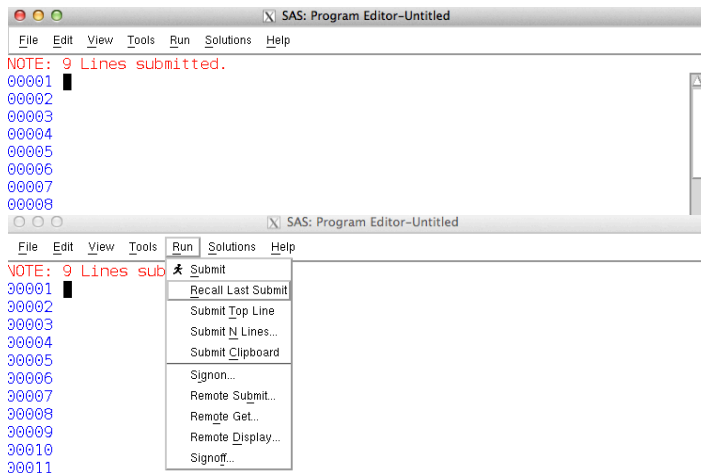 X SAS: Program Editor-Untitled
File Edit View Tools Run Solutions Help
NOTE: 9 Lines submitted.
00001
00002
00003
00004
00005
00006
00007
00008
X SAS: Program Editor-Untitled
File Edit View Tools Run Solutions Help
NOTE: 9 Lines sub
00001
00002
00003
00004
00005
00006
00007
00008
00009
00010
00011
Submit
Recall Last Submit
Submit Top Line
Submit N Lines...
Submit Clipboard
Signon...
Remote Submit...
Remote Get...
Remote Display...
Signoff...